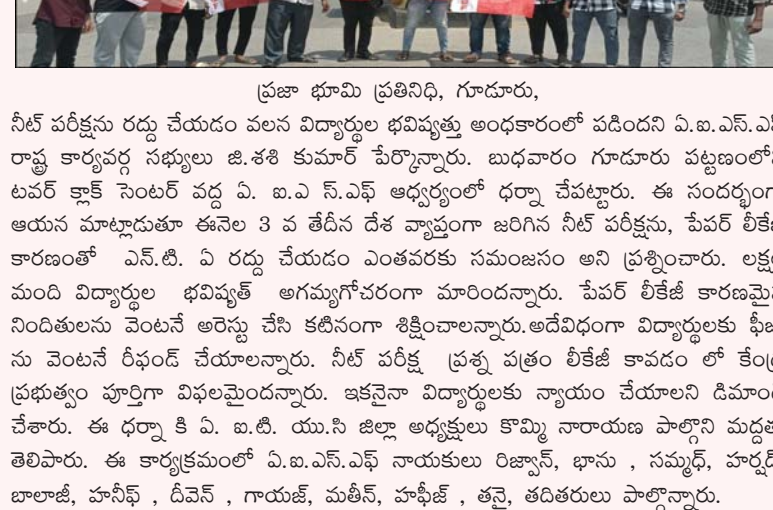 ప్రజా భూమి ప్రతినిధి, గూడూరు,
నీట్ పరీక్షను రద్దు చేయడం వలన విద్యార్థుల భవిష్యత్తు అంధకారంలో పడిందని ఏ.ఐ.ఎస్.ఎఫ్
రాష్ట్ర కార్యవర్గ సభ్యులు జి.శశి కుమార్ పేర్కొన్నారు. బుధవారం గూడూరు పట్టణంలోని
టవర్ క్లాక్ సెంటర్ వద్ద ఏ. ఐ.ఎ స్.ఎఫ్ ఆధ్వర్యంలో ధర్నా చేపట్టారు. ఈ సందర్భంగా
ఆయన మాట్లాడుతూ ఈనెల 3 వ తేదీన దేశ వ్యాప్తంగా జరిగిన నీట్ పరీక్షను, పేపర్ లీకేజీ
కారణంతో ఎన్.టి. ఏ రద్దు చేయడం ఎంతవరకు సమంజసం అని ప్రశ్నించారు. లక్షల
మంది విద్యార్థుల భవిష్యత్ అగమ్యగోచరంగా మారిందన్నారు. పేపర్ లీకేజీ కారణమైన
నిందితులను వెంటనే అరెస్టు చేసి కటినంగా శిక్షించాలన్నారు.అదేవిధంగా విద్యార్థులకు ఫీజు
ను వెంటనే రీఫండ్ చేయాలన్నారు. నీట్ పరీక్ష ప్రశ్న పత్రం లీకేజీ కావడం లో కేంద్ర
ప్రభుత్వం పూర్తిగా విఫలమైందన్నారు. ఇకనైనా విద్యార్థులకు న్యాయం చేయాలని డిమాండ్
చేశారు. ఈ ధర్నా కి ఏ. ఐ.టి. యు.సి జిల్లా అధ్యక్షులు కొమ్మి నారాయణ పాల్గొని మద్దతు
తెలిపారు. ఈ కార్యక్రమంలో ఏ.ఐ.ఎస్.ఎఫ్ నాయకులు రిజ్వాన్, భాను , సమ్మద్, హర్షద్
బాలాజీ, హనీఫ్ , దీవెన్ , గాయజ్, మతీన్, హఫీజ్ , తనై, తదితరులు పాల్గొన్నారు.